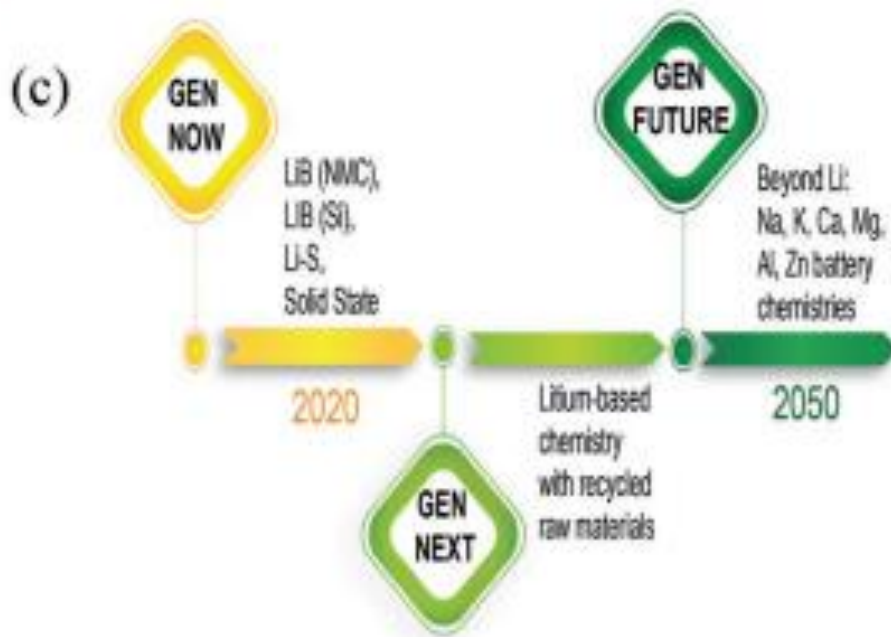 (c)
GEN
NOW
LiB (NMC),
LIB (Si),
Li-S,
Solid State
2020
GEN
NEXT
Litium-based
chemistry
with recycled
raw materials
GEN
FUTURE
Beyond Li:
Na, K, Ca, Mg,
Al, Zn battery
chemistries
2050